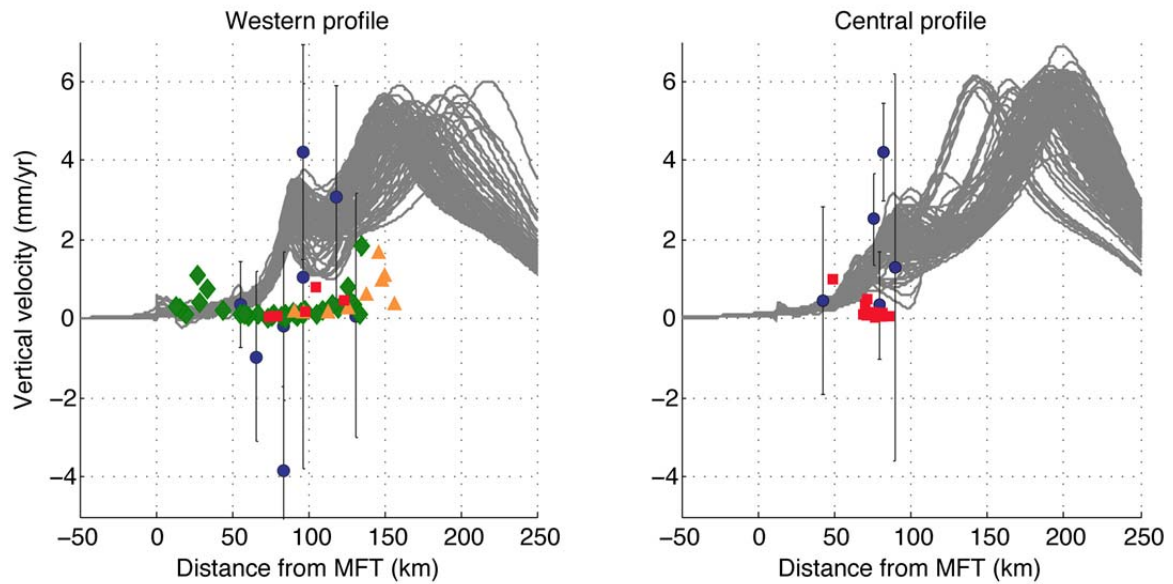 Western profile
Central profile
Vertical velocity (mm/yr)
6
4
2
0
−2
−4
−50 0 50 100 150 200 250
Distance from MFT (km)
6
4
2
0
−2
−4
−50 0 50 100 150 200 250
Distance from MFT (km)